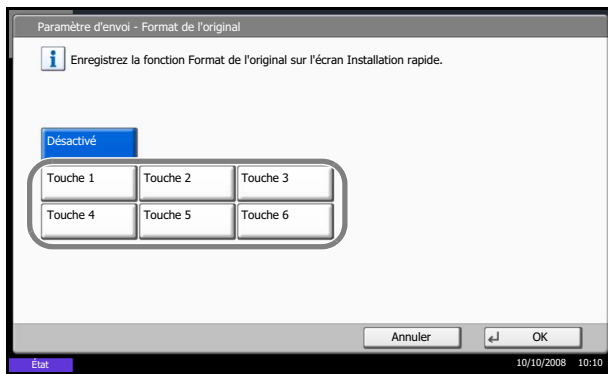 Paramètre d'envoi - Format de l'original
Enregistrez la fonction Format de l'original sur l'écran Installation rapide.
Désactivé
Touche 1 Touche 2 Touche 3
Touche 4 Touche 5 Touche 6
Annuler OK
État 10/10/2008 10:10